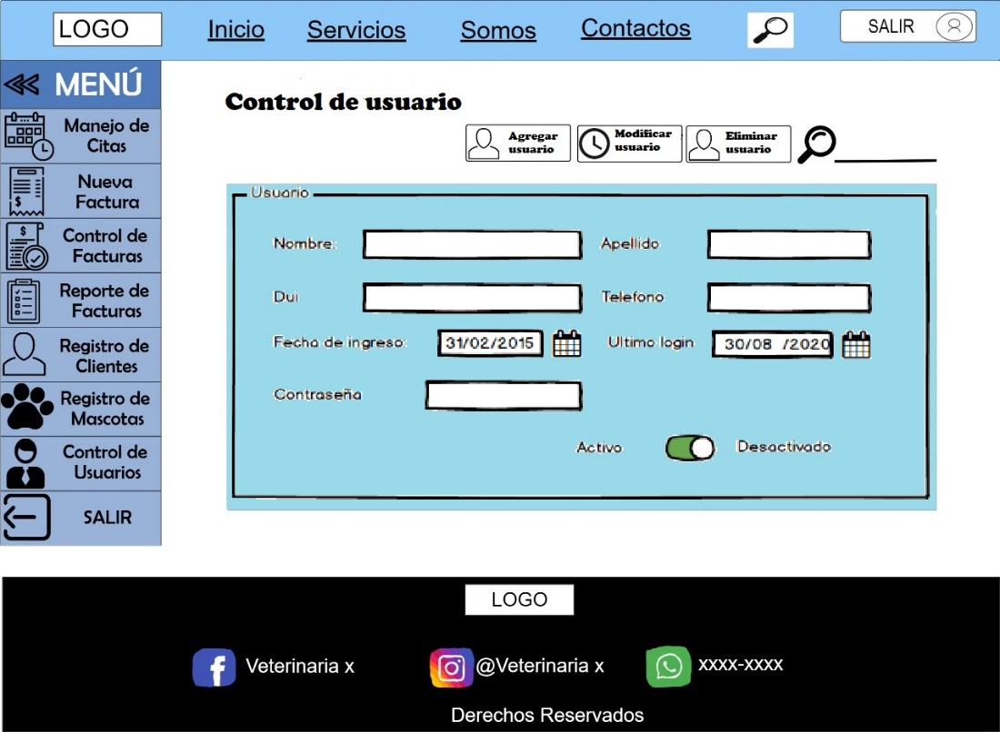 LOGO
Inicio
Servicios
Somos
Contactos
SALIR
MENÚ
Manejo de
Citas
Nueva
Factura
Control de
Facturas
Reporte de
Facturas
Registro de
Clientes
Registro de
Mascotas
Control de
Usuarios
SALIR
Control de usuario
Agregar
usuario
Modificar
usuario
Eliminar
usuario
Usuario
Nombre:
Apellido
Dui
Telefono
Fecha de ingreso:
31/02/2015
Ultimo login
30/08 /2020
Contraseña
Activo
Desactivado
LOGO
Veterinaria x
@Veterinaria x
xxxx-xxxx
Derechos Reservados